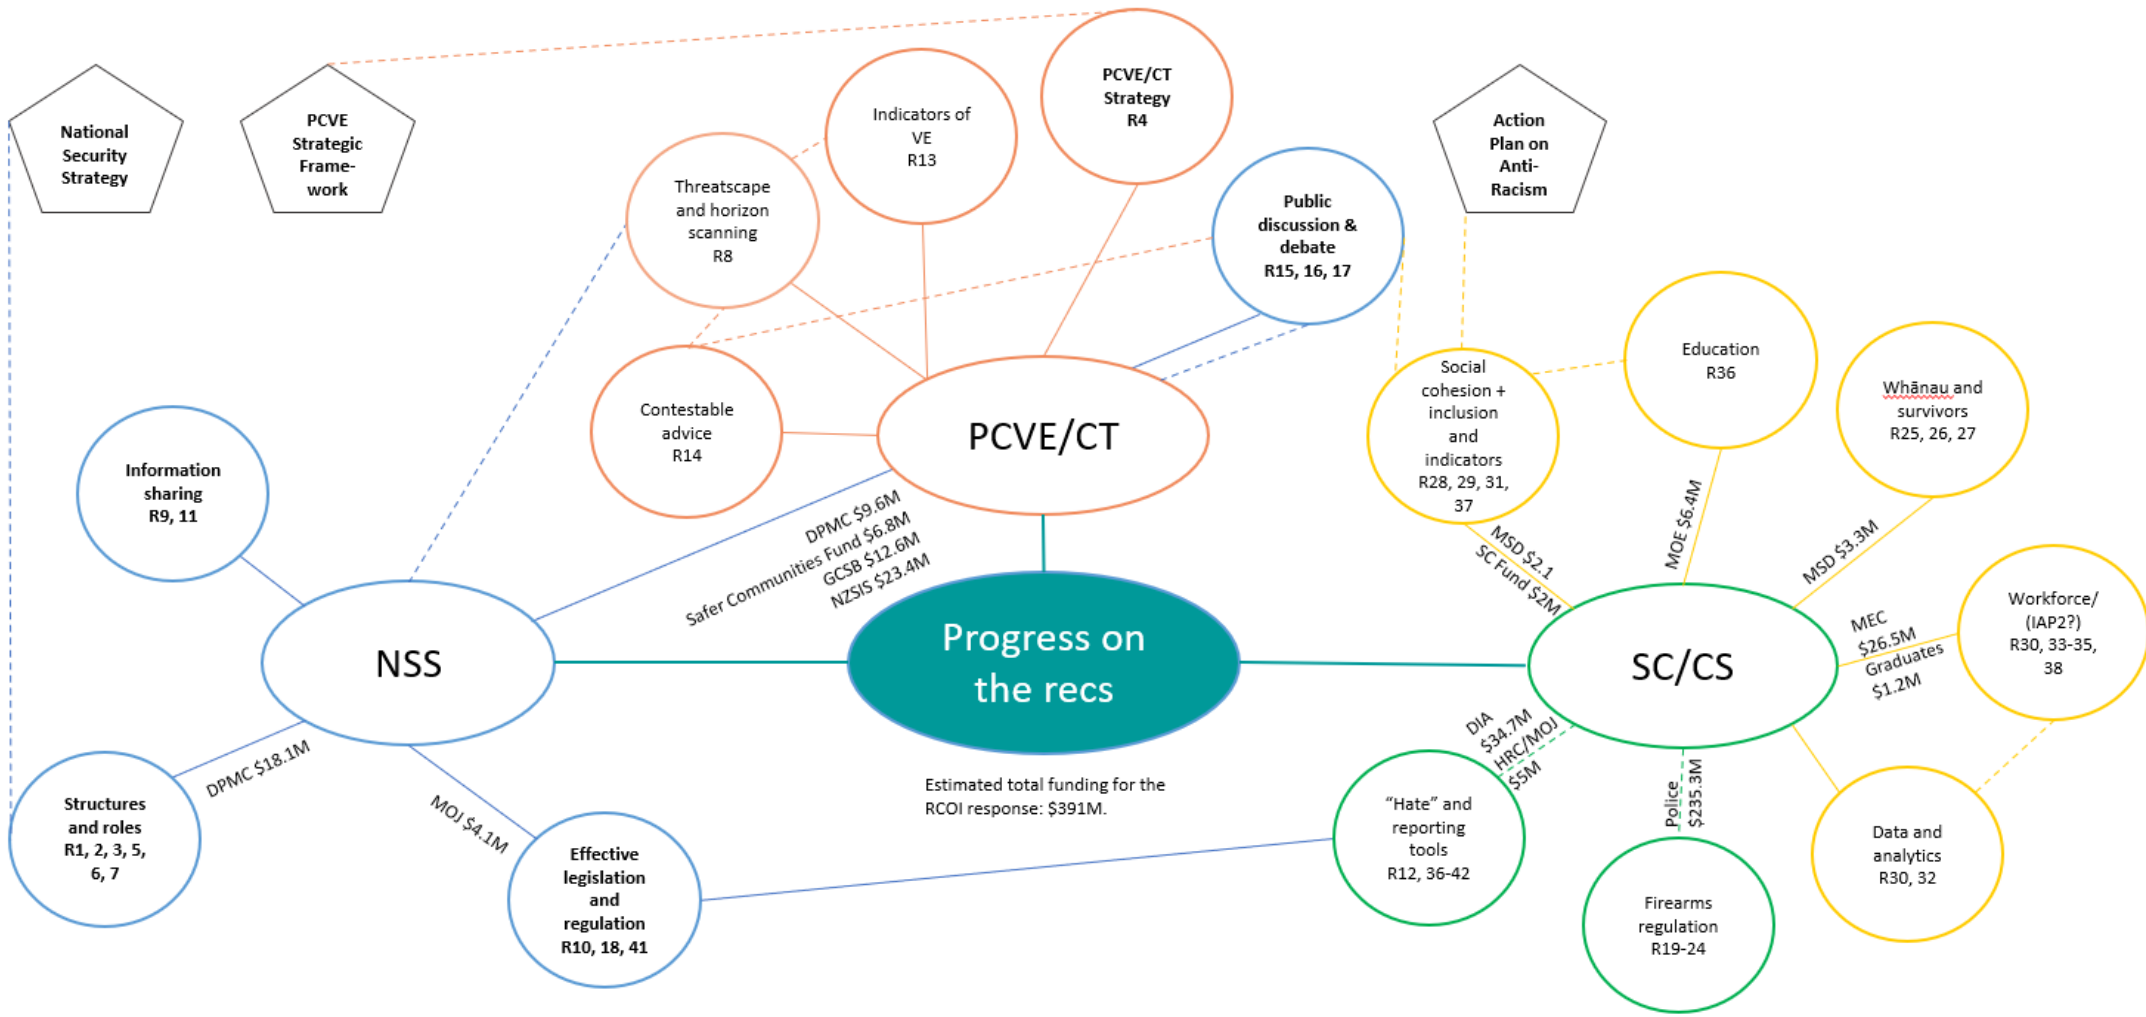 National
Security
Strategy
PCVE
Strategic
Frame-
work
Threatscape
and horizon
scanning
R8
Indicators of
VE
R13
PCVE/CT
Strategy
R4
Public
discussion &
debate
R15, 16, 17
Action
Plan on
Anti-
Racism
Social
cohesion +
inclusion
and
indicators
R28, 29, 31,
37
Education
R36
Whānau and
survivors
R25, 26, 27
Contestable
advice
R14
PCVE/CT
Information
sharing
R9, 11
DPMC $9.6M
Safer Communities Fund $6.8M
GCSB $12.6M
NZSIS $23.4M
MSD $2.1
SC Fund $2M
MOE $6.4M
MSD $3.3M
NSS
Progress on
the recs
SC/CS
MEC
$26.5M
Graduates
$1.2M
Workforce/
(IAP2?)
R30, 33-35,
38
DPMC $18.1M
MOJ $4.1M
Estimated total funding for the
RCOI response: $391M.
DIA
$34.7M
HRC/MOJ
$5M
Police
$235.3M
Structures
and roles
R1, 2, 3, 5,
6, 7
Effective
legislation
and
regulation
R10, 18, 41
“Hate” and
reporting
tools
R12, 36-42
Firearms
regulation
R19-24
Data and
analytics
R30, 32